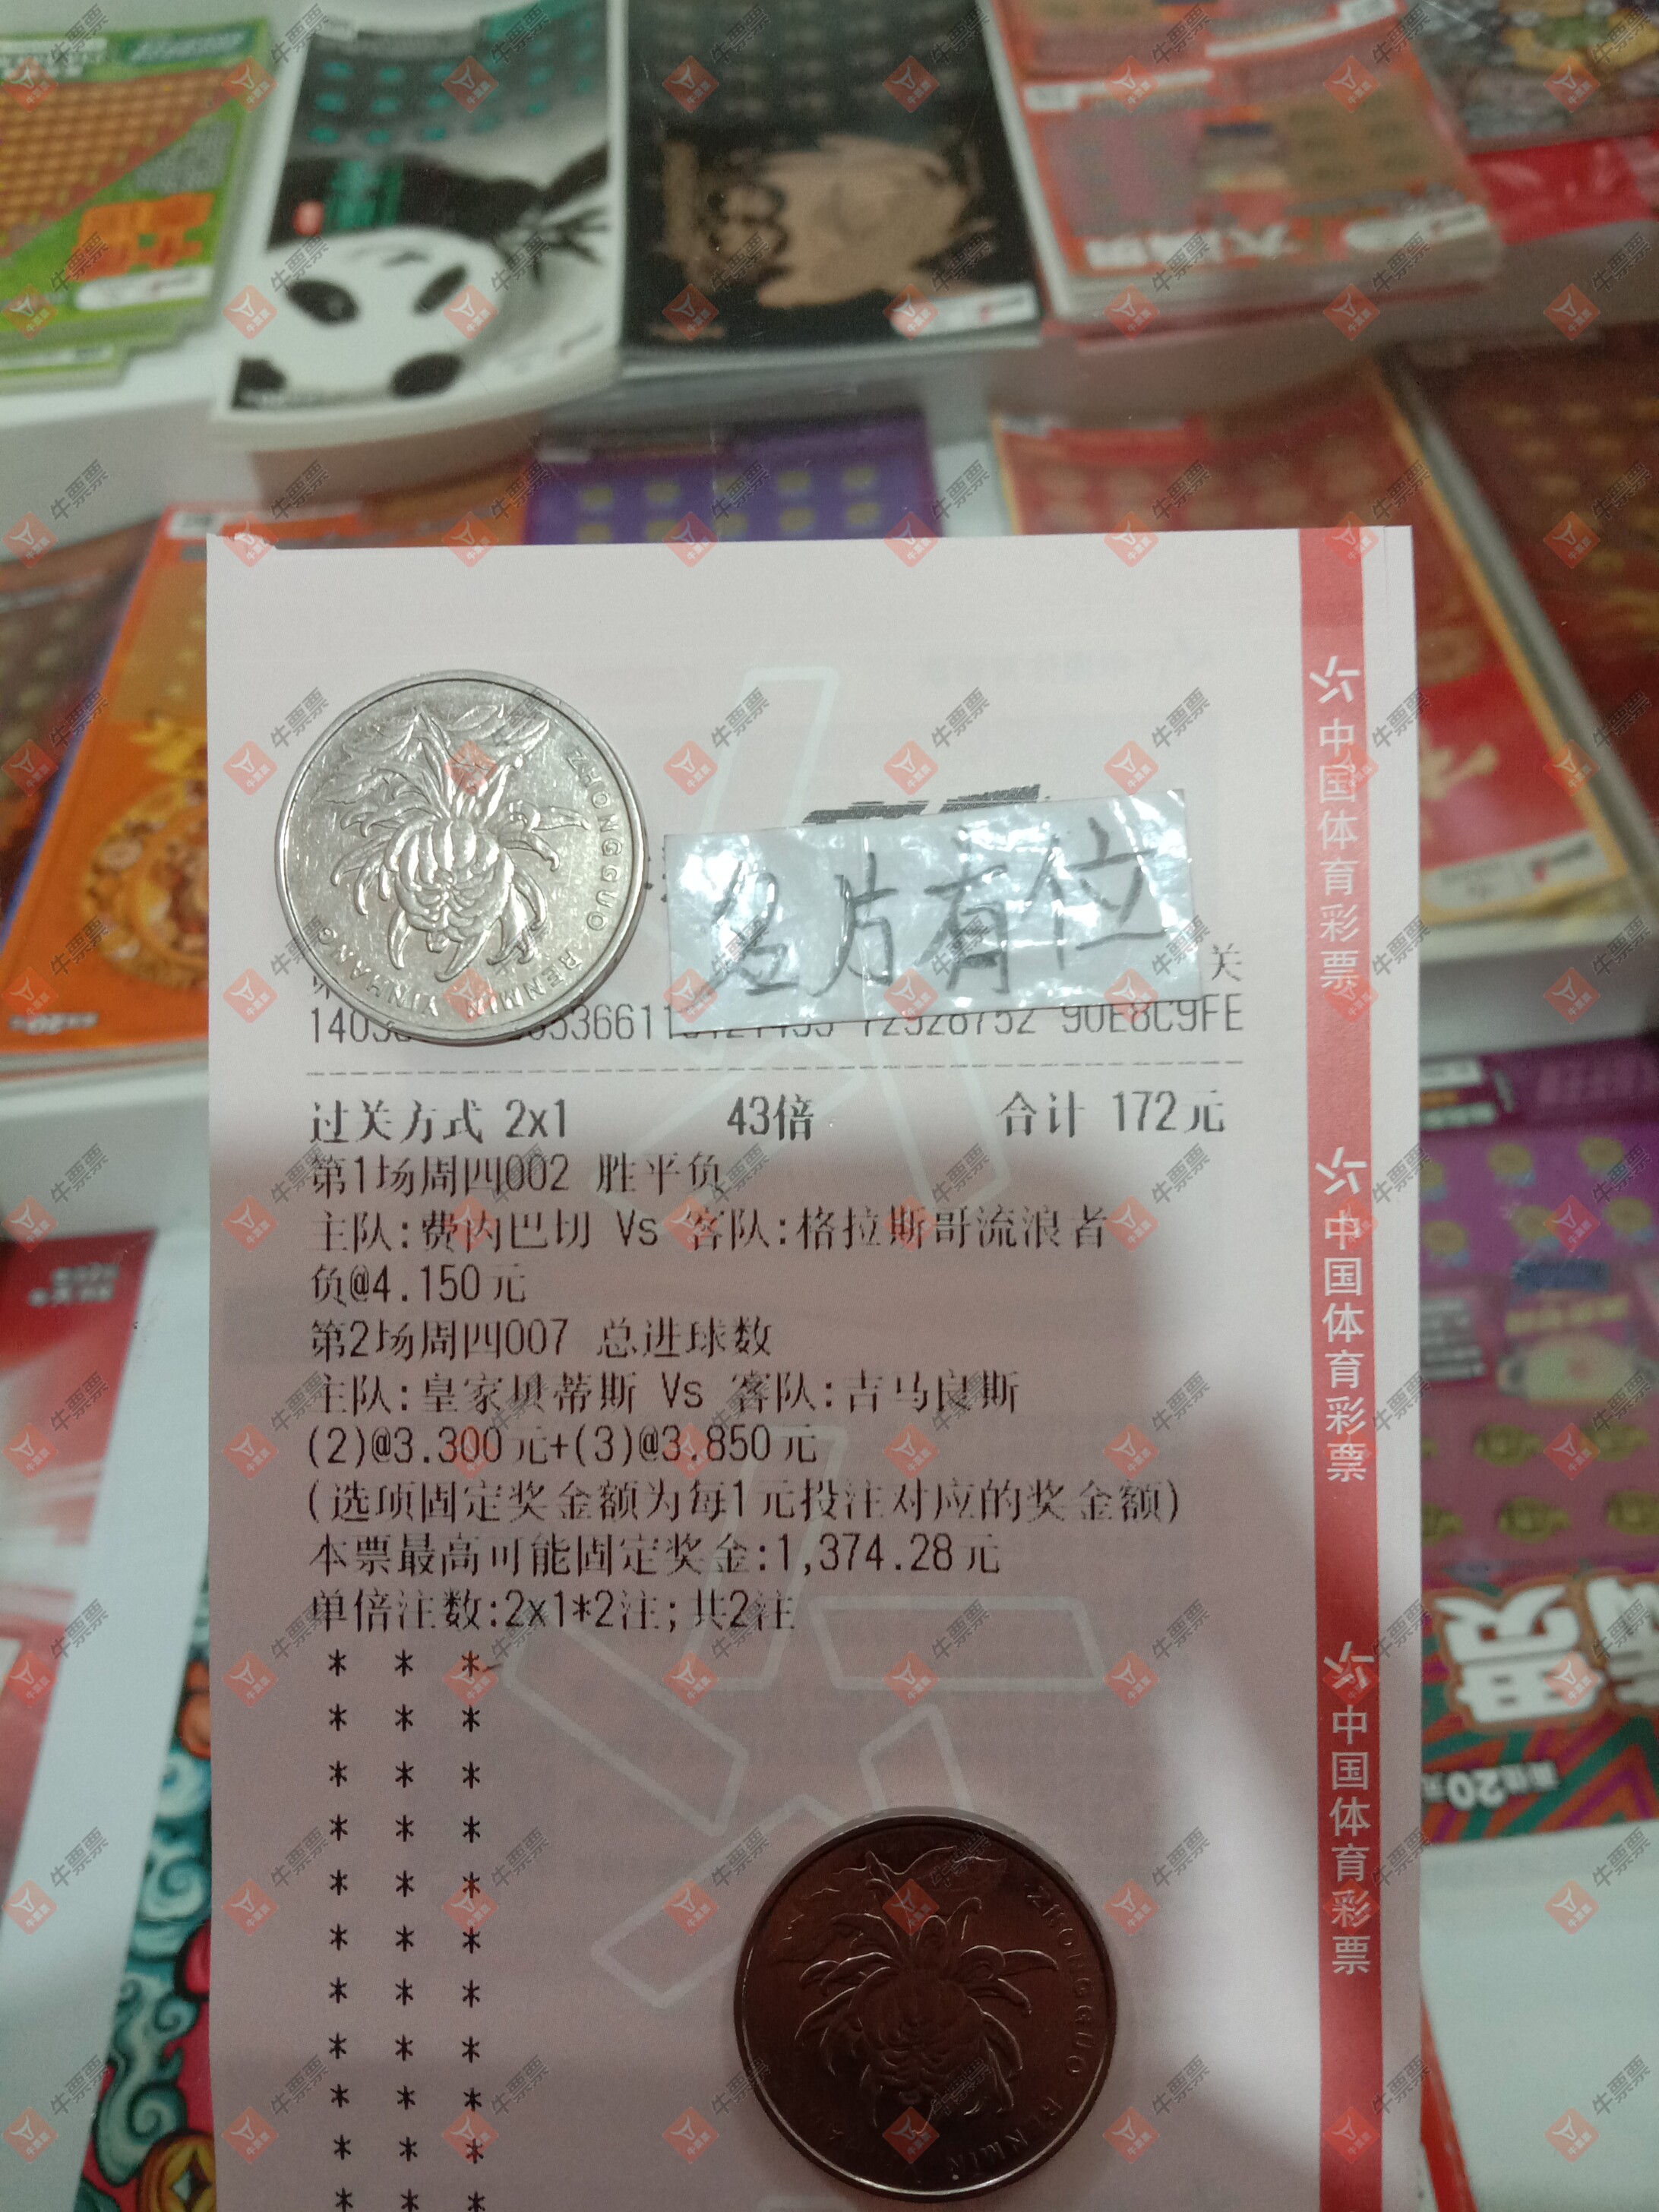 牛票票
ZHONGGUO RENMIN YINHANG
名片有位
关
90E8C9FE
过关方式 2x1 43倍 合计 172元
第1场周四002 胜平负
主队:费内巴切 Vs 客队:格拉斯哥流浪者
负@4.150元
第2场周四007 总进球数
主队:皇家贝蒂斯 Vs 客队:吉马良斯
(2)@3.300元+(3)@3.850元
(选项固定奖金额为每1元投注对应的奖金额)
本票最高可能固定奖金:1,374.28元
单倍注数:2x1*2注;共2注
* * *
* * *
* * *
* * *
* * *
* * *
* * *
* * *
* * *
* * *
* * *
中国体育彩票
中国体育彩票
中国体育彩票